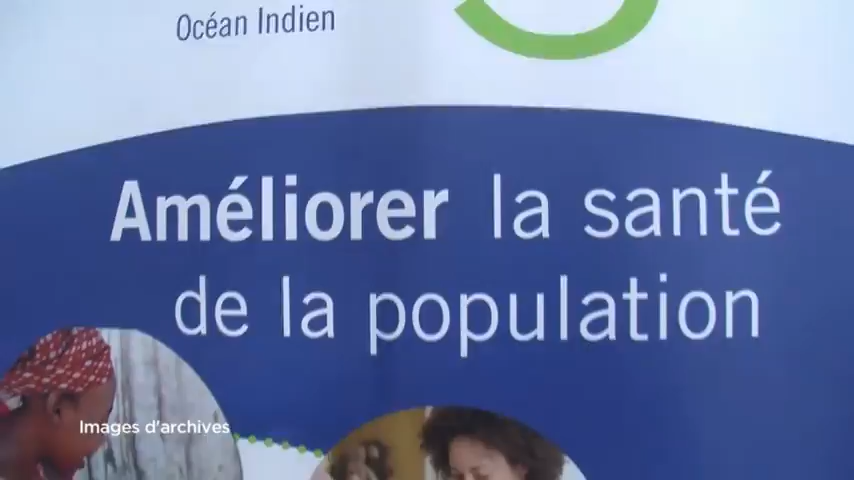 Océan Indien
Améliorer la santé
de la population
Images d'archives